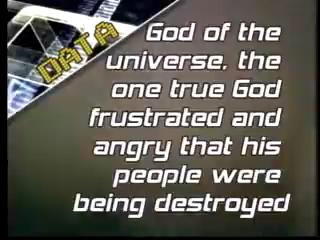 DATA
God of the
universe, the
one true God
frustrated and
angry that his
people were
being destroyed